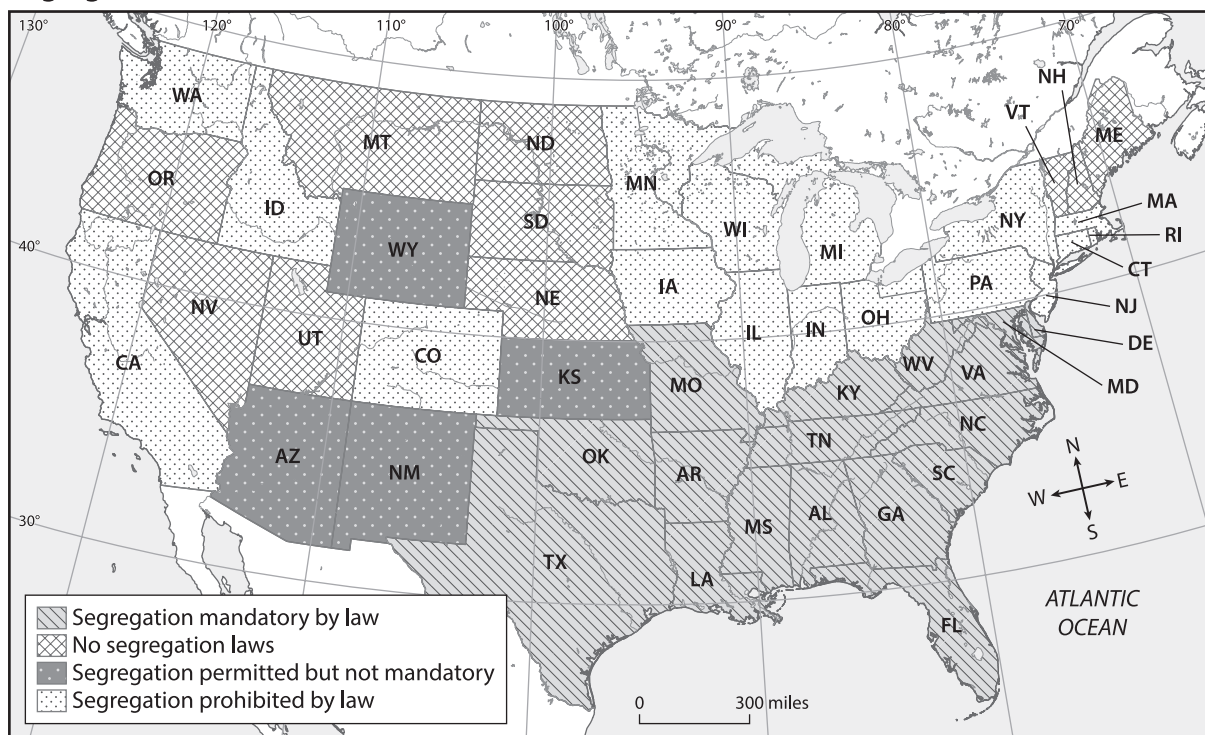 130°
120°
110°
100°
90°
80°
70°
NH
VT
ME
WA
MT
ND
MN
OR
ID
WY
SD
WI
MI
NY
MA
RI
CT
40°
NV
UT
CO
NE
IA
IL
IN
OH
PA
NJ
DE
MD
CA
KS
MO
KY
WV
VA
AZ
NM
OK
AR
TN
NC
SC
30°
TX
LA
MS
AL
GA
FL
N
W
E
S
ATLANTIC
OCEAN
Segregation mandatory by law
No segregation laws
Segregation permitted but not mandatory
Segregation prohibited by law
0
300 miles